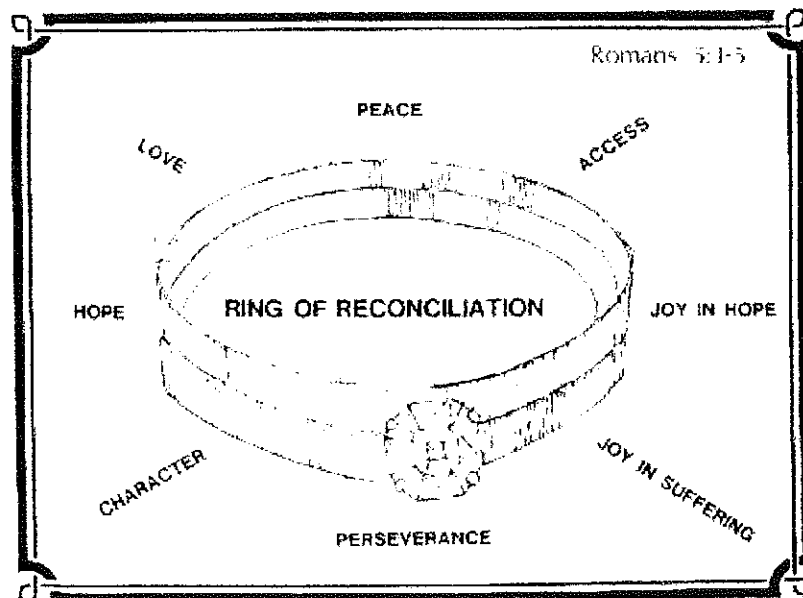 Romans 5:1-5
PEACE
LOVE
ACCESS
HOPE
RING OF RECONCILIATION
JOY IN HOPE
CHARACTER
JOY IN SUFFERING
PERSEVERANCE